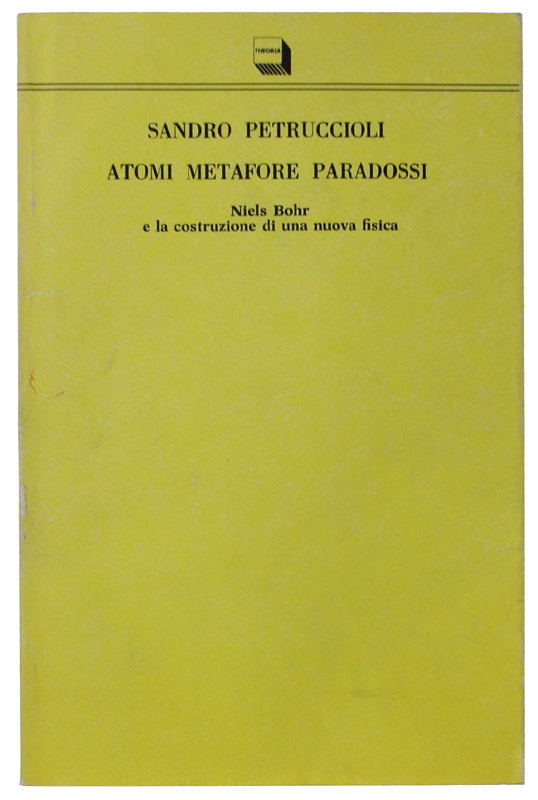 THEORIA
SANDRO PETRUCCIOLI
ATOMI METAFORE PARADOSSI
Niels Bohr
e la costruzione di una nuova fisica